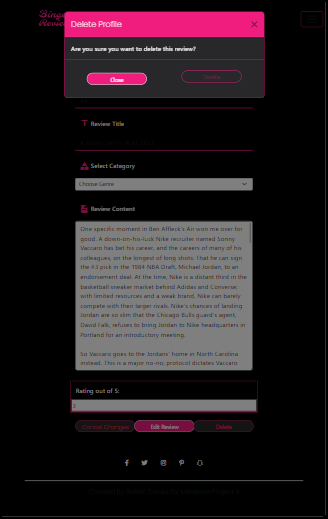 Binge
Review
Delete Profile
Are you sure you want to delete this review?
Close
Delete
Review Title
Select Category
Choose Genre
Review Content
One specific moment in Ben Affleck's Air won me over for
good. A down-on-his-luck Nike recruiter named Sonny
Vaccaro has bet his career, and the careers of many of his
colleagues, on the longest of long shots: That he can sign
the #3 pick in the 1984 NBA Draft, Michael Jordan, to an
endorsement deal. At the time, Nike is a distant third in the
basketball sneaker market behind Adidas and Converse;
with limited resources and a weak brand, Nike can barely
compete with their larger rivals. Nike's chances of landing
Jordan are so slim that the Chicago Bulls guard's agent,
David Falk, refuses to bring Jordan to Nike headquarters in
Portland for an introductory meeting.
So Vaccaro goes to the Jordans' home in North Carolina
instead. This is a major no-no; protocol dictates Vaccaro
Rating out of 5:
5
Cancel Changes
Edit Review
Delete